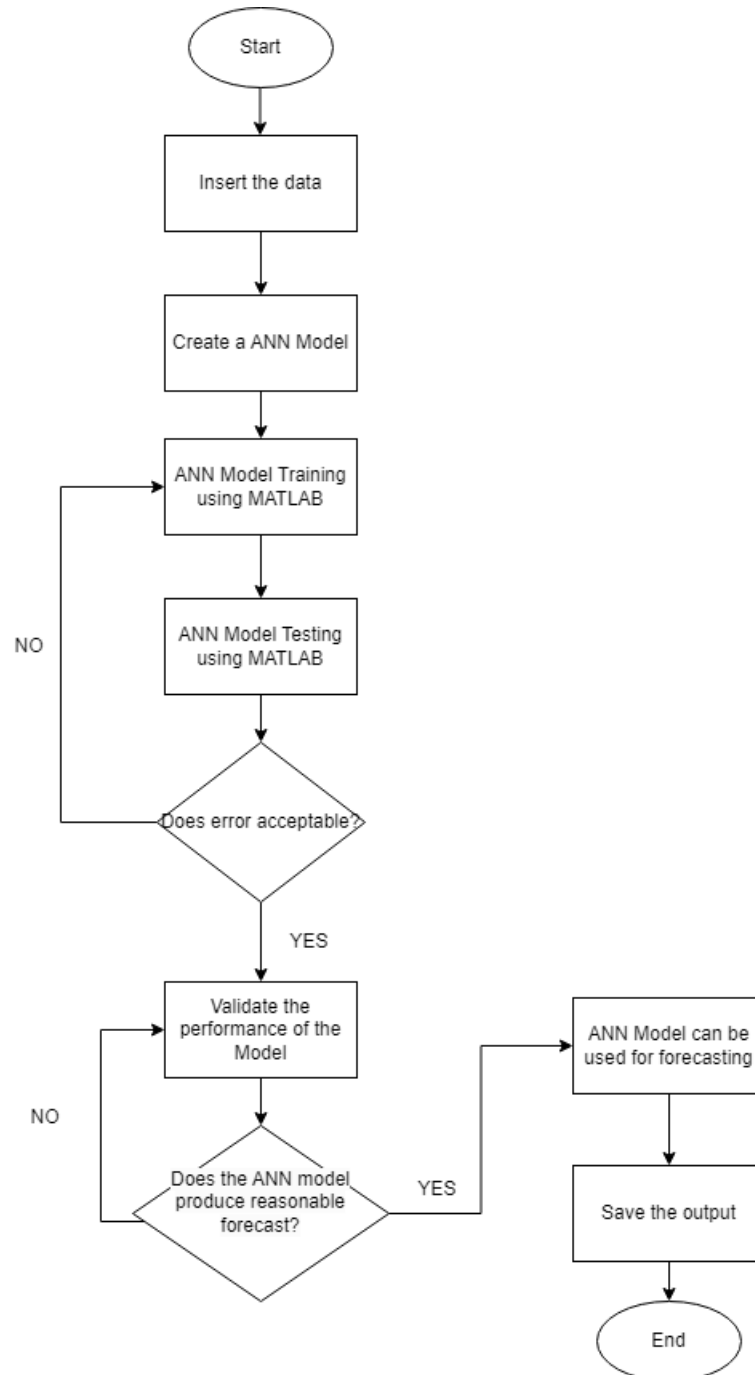 Start
Insert the data
Create a ANN Model
ANN Model Training
using MATLAB
ANN Model Testing
using MATLAB
NO
Does error acceptable?
YES
Validate the
performance of the
Model
NO
Does the ANN model
produce reasonable
forecast?
YES
ANN Model can be
used for forecasting
Save the output
End